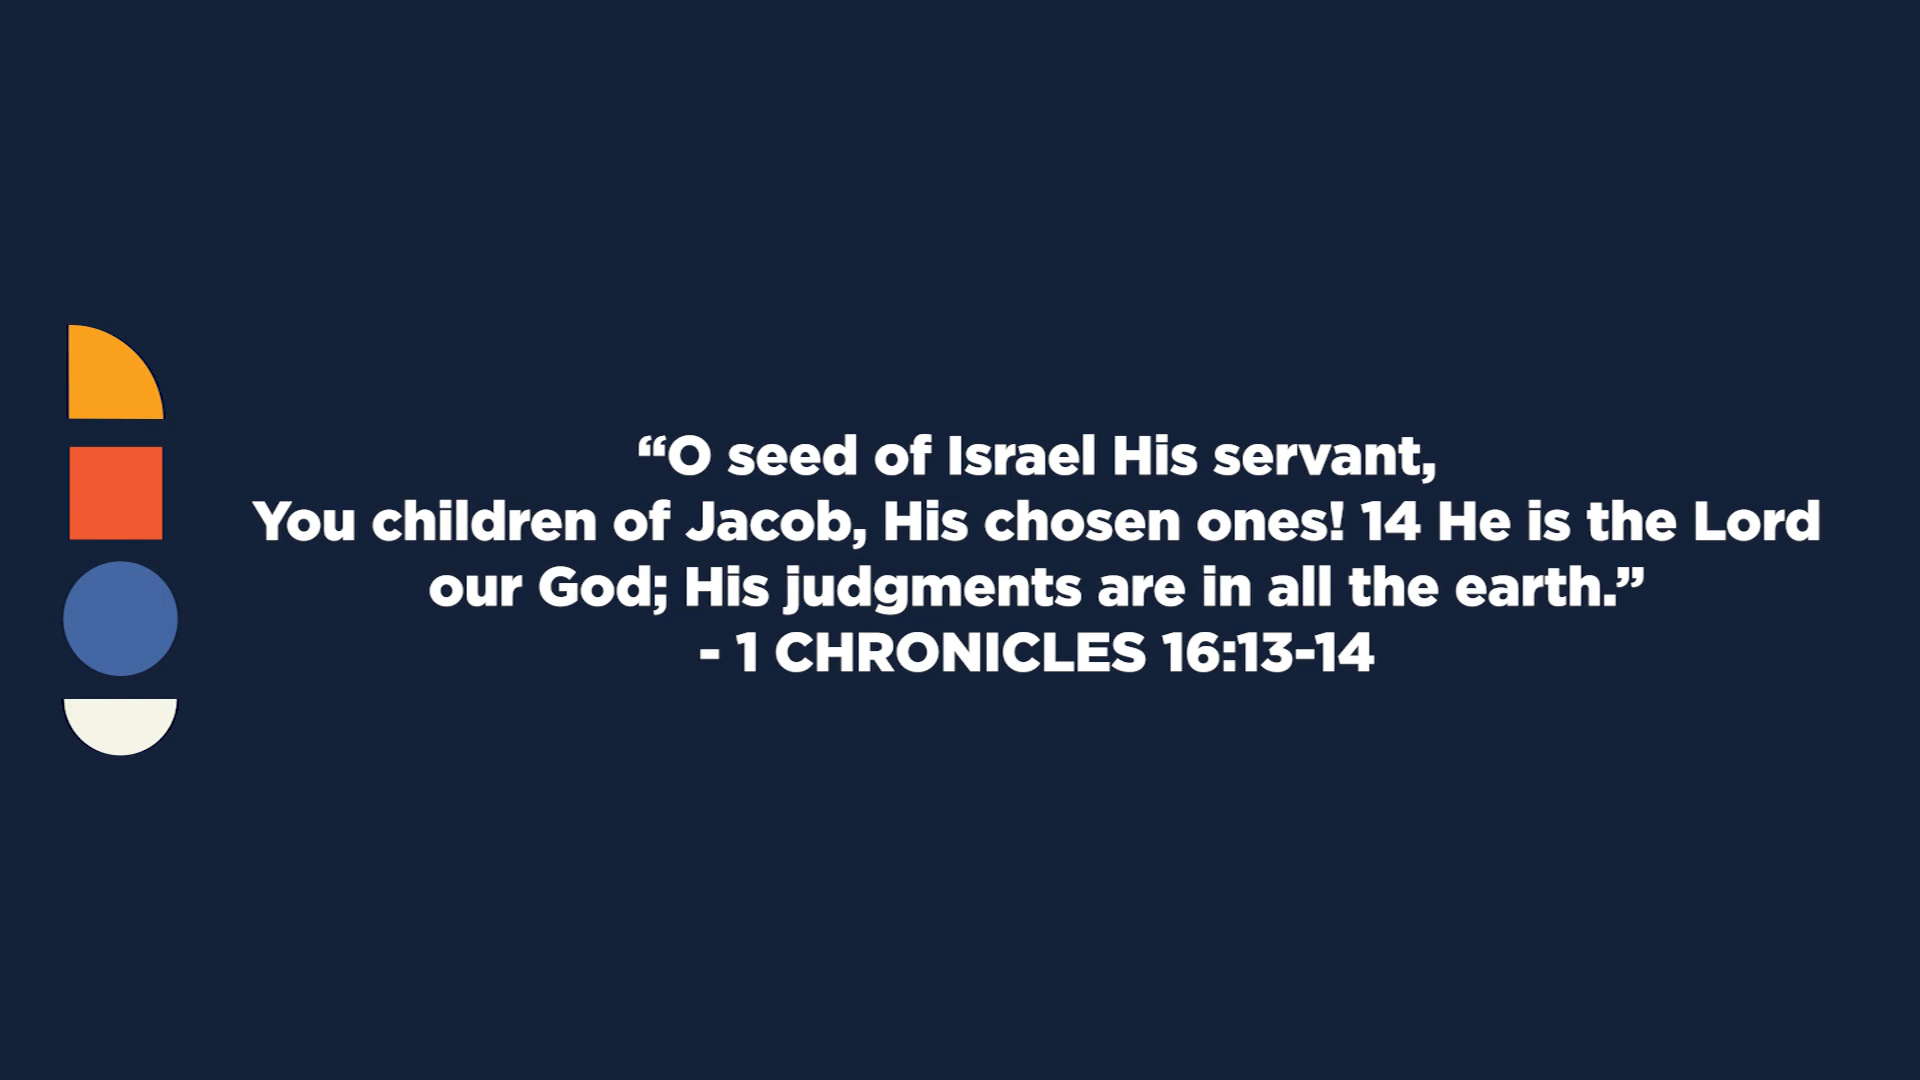 “O seed of Israel His servant,
You children of Jacob, His chosen ones! 14 He is the Lord
our God; His judgments are in all the earth.”
- 1 CHRONICLES 16:13-14